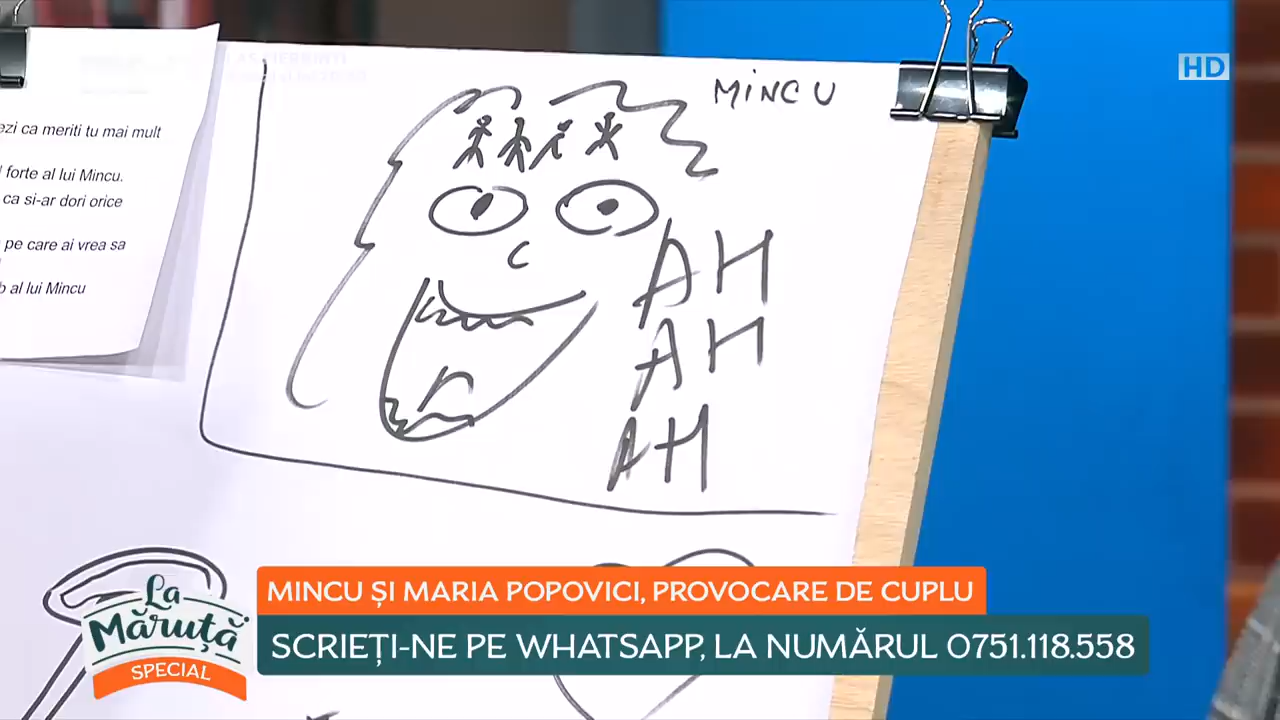 HD
MINCU
ezi ca meriti tu mai mult
forte al lui Mincu.
ca si-ar dori orice
pe care ai vrea sa
al lui Mincu
AH
AH
AH
MINCU ȘI MARIA POPOVICI, PROVOCARE DE CUPLU
SCRIEȚI-NE PE WHATSAPP, LA NUMĂRUL 0751.118.558
La
Măruță
SPECIAL